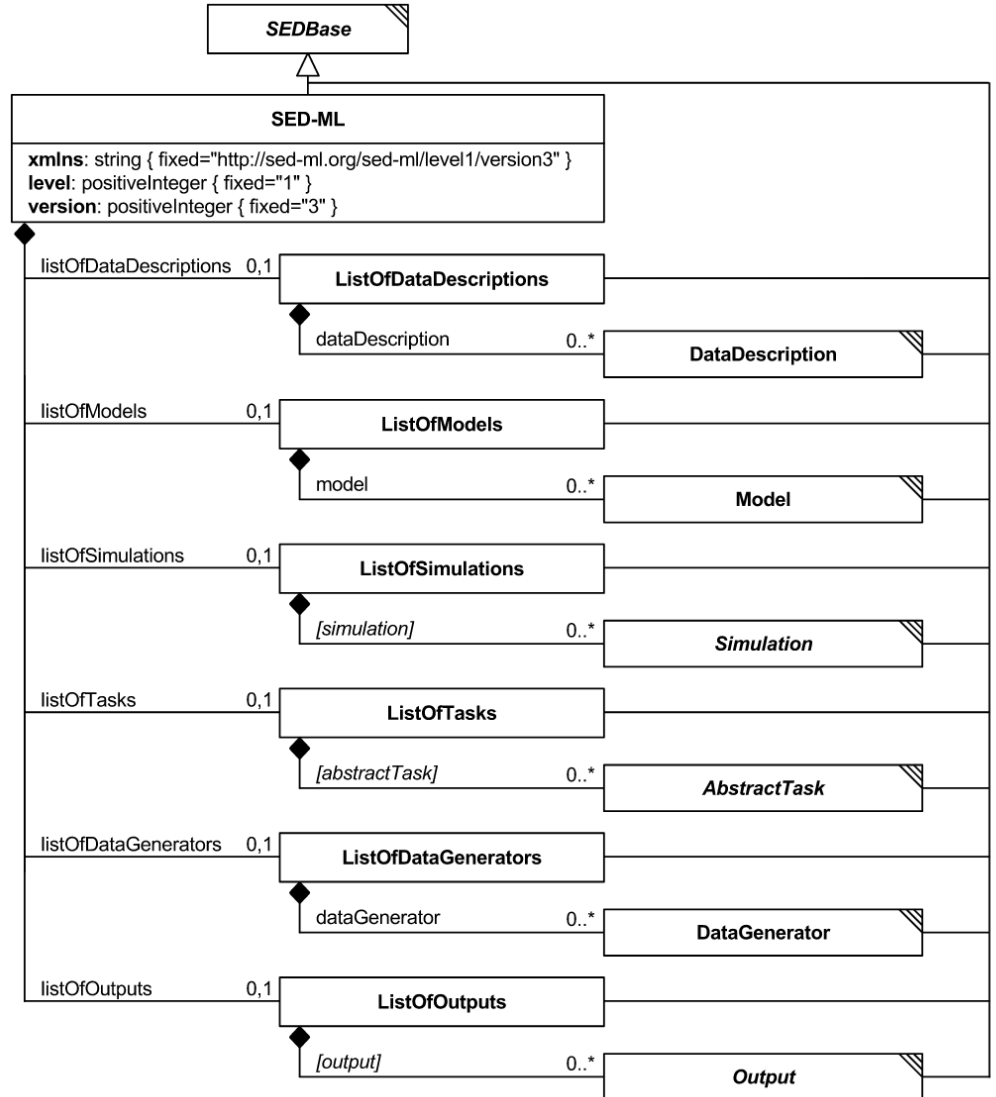 SEDBase
SED-ML
xmlns: string { fixed="http://sed-ml.org/sed-ml/level1/version3" }
level: positiveInteger { fixed="1" }
version: positiveInteger { fixed="3" }
listOfDataDescriptions 0,1
ListOfDataDescriptions
dataDescription 0..*
DataDescription
listOfModels 0,1
ListOfModels
model 0..*
Model
listOfSimulations 0,1
ListOfSimulations
[simulation] 0..*
Simulation
listOfTasks 0,1
ListOfTasks
[abstractTask] 0..*
AbstractTask
listOfDataGenerators 0,1
ListOfDataGenerators
dataGenerator 0..*
DataGenerator
listOfOutputs 0,1
ListOfOutputs
[output] 0..*
Output